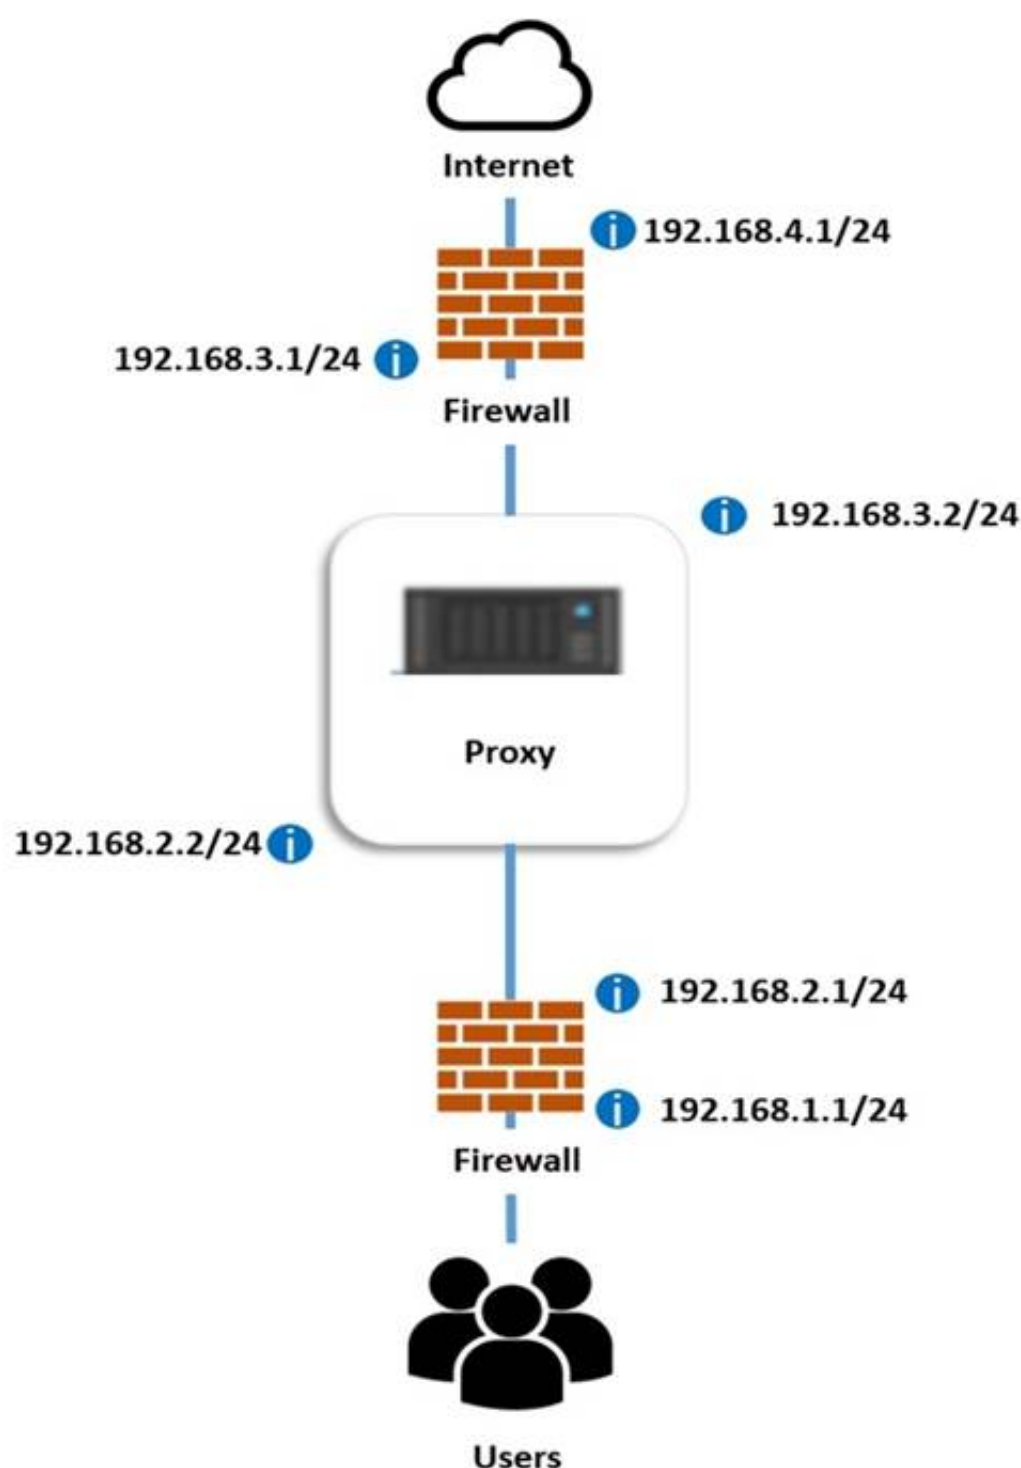 Internet
192.168.4.1/24
192.168.3.1/24
Firewall
192.168.3.2/24
Proxy
192.168.2.2/24
192.168.2.1/24
192.168.1.1/24
Firewall
Users